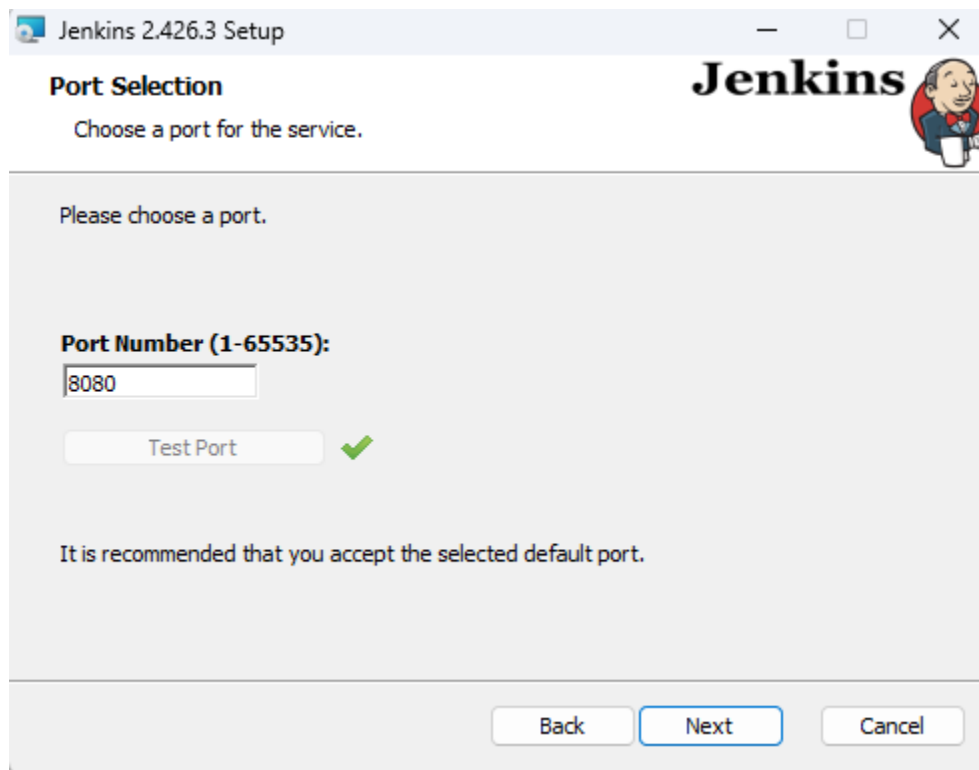 Jenkins 2.426.3 Setup
Port Selection
Jenkins
Choose a port for the service.
Please choose a port.
Port Number (1-65535):
8080
Test Port
It is recommended that you accept the selected default port.
Back
Next
Cancel